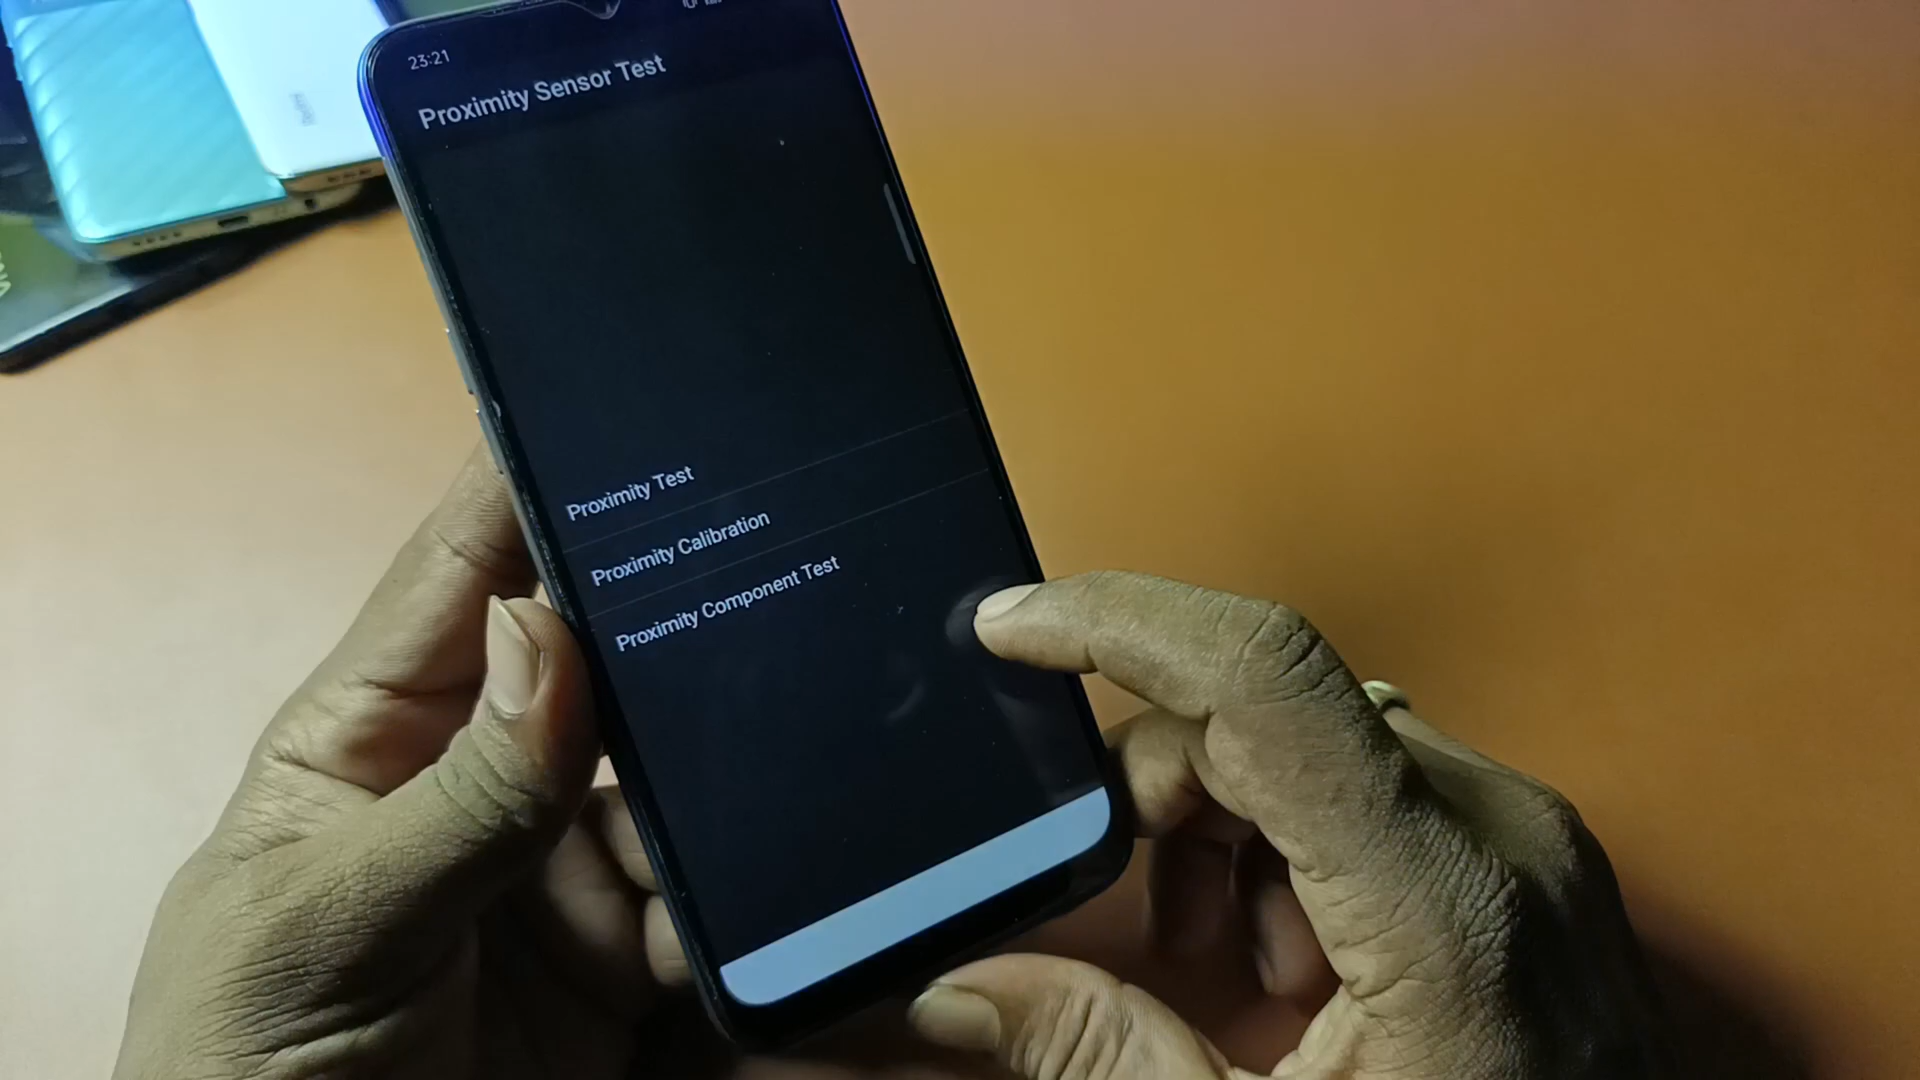 23:21
Proximity Sensor Test
Proximity Test
Proximity Calibration
Proximity Component Test